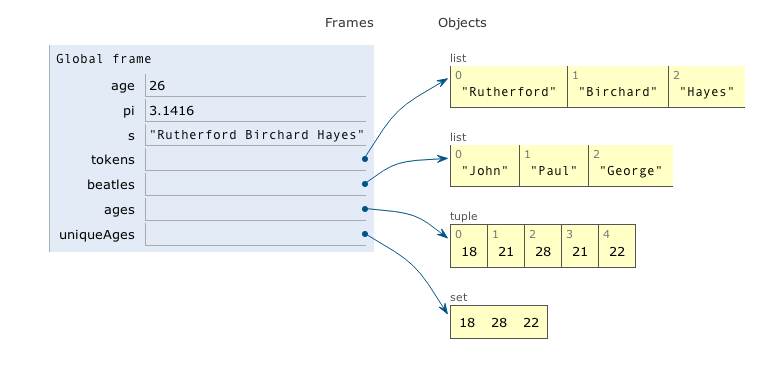 Frames Objects
Global frame
age 26
pi 3.1416
s "Rutherford Birchard Hayes"
tokens
beatles
ages
uniqueAges
list
0 1 2
"Rutherford" "Birchard" "Hayes"
list
0 1 2
"John" "Paul" "George"
tuple
0 1 2 3 4
18 21 28 21 22
set
18 28 22